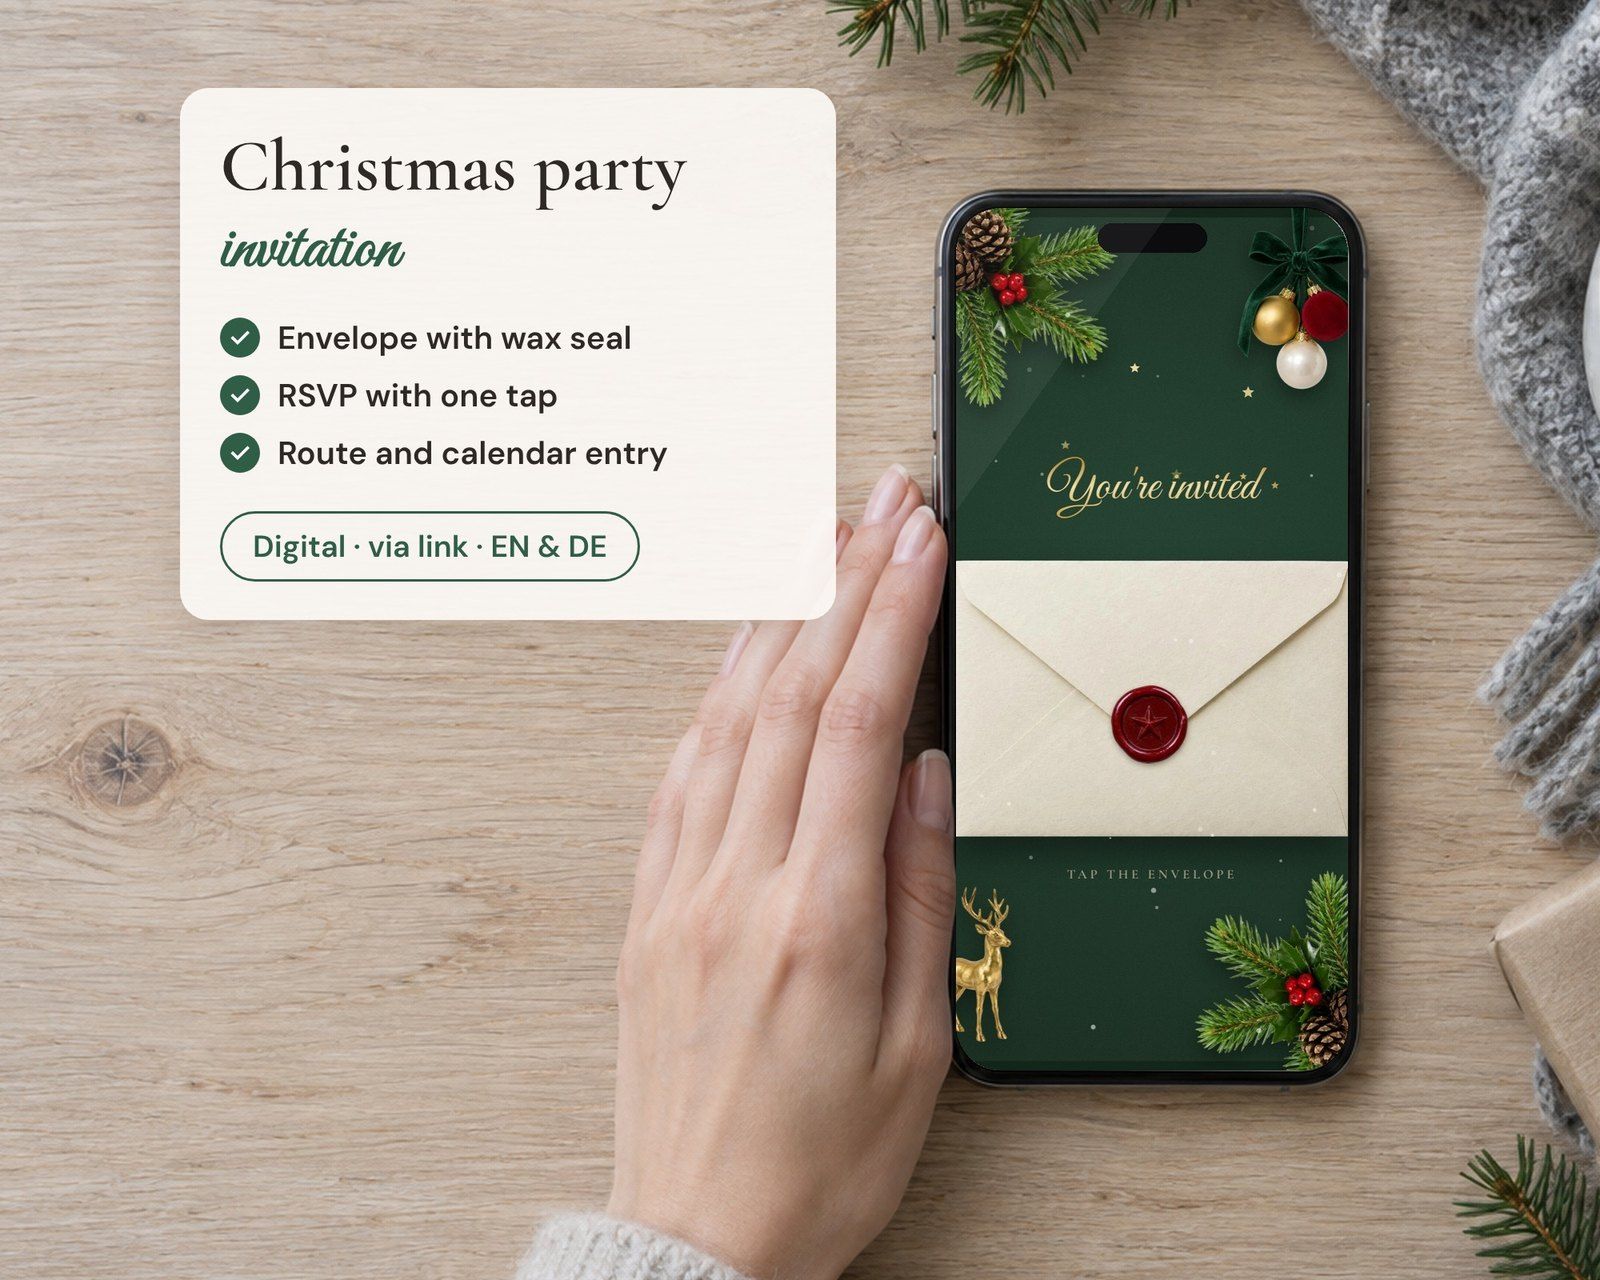 Christmas party
invitation
Envelope with wax seal
RSVP with one tap
Route and calendar entry
Digital · via link · EN & DE
You're invited
TAP THE ENVELOPE